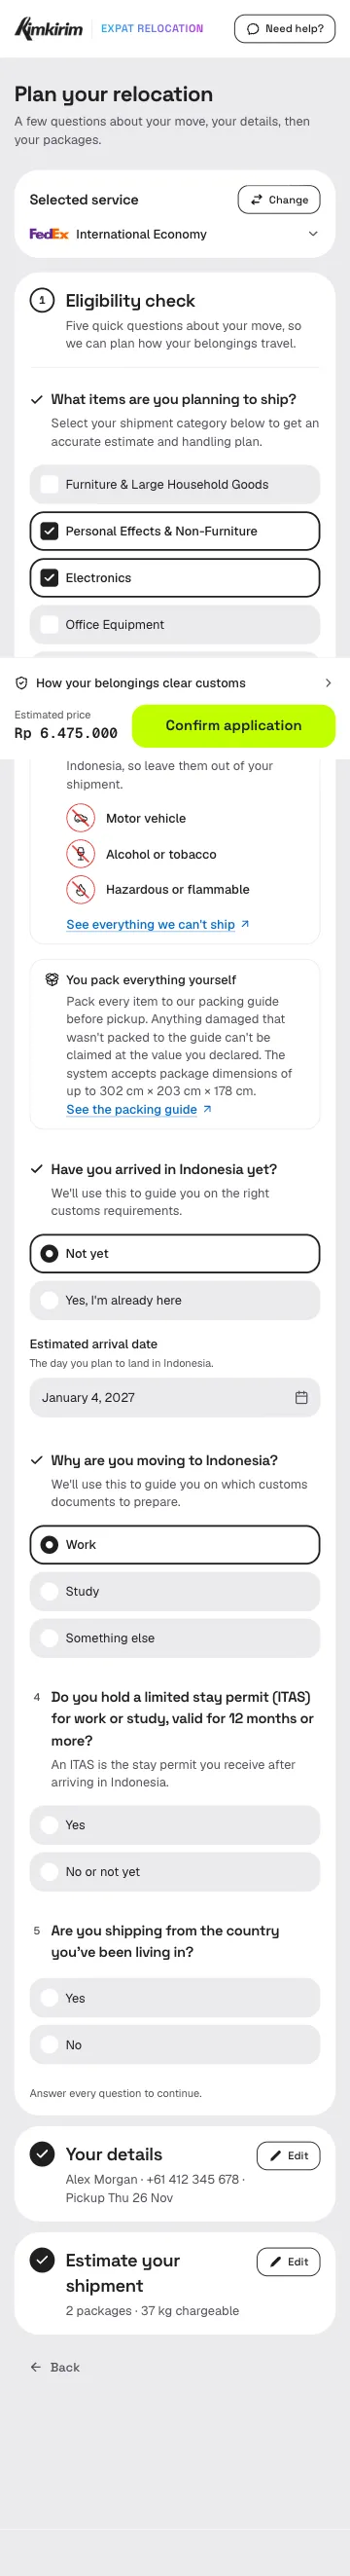 Kimkirim
EXPAT RELOCATION
Need help?
Plan your relocation
A few questions about your move, your details, then
your packages.
Selected service
Change
FedEx International Economy
1 Eligibility check
Five quick questions about your move, so
we can plan how your belongings travel.
What items are you planning to ship?
Select your shipment category below to get an
accurate estimate and handling plan.
Furniture & Large Household Goods
Personal Effects & Non-Furniture
Electronics
Office Equipment
How your belongings clear customs
Estimated price
Rp 6.475.000
Confirm application
Indonesia, so leave them out of your
shipment.
Motor vehicle
Alcohol or tobacco
Hazardous or flammable
See everything we can't ship
You pack everything yourself
Pack every item to our packing guide
before pickup. Anything damaged that
wasn't packed to the guide can't be
claimed at the value you declared. The
system accepts package dimensions of
up to 302 cm × 203 cm × 178 cm.
See the packing guide
Have you arrived in Indonesia yet?
We'll use this to guide you on the right
customs requirements.
Not yet
Yes, I'm already here
Estimated arrival date
The day you plan to land in Indonesia.
January 4, 2027
Why are you moving to Indonesia?
We'll use this to guide you on which customs
documents to prepare.
Work
Study
Something else
4 Do you hold a limited stay permit (ITAS)
for work or study, valid for 12 months or
more?
An ITAS is the stay permit you receive after
arriving in Indonesia.
Yes
No or not yet
5 Are you shipping from the country
you've been living in?
Yes
No
Answer every question to continue.
Your details
Edit
Alex Morgan · +61 412 345 678 ·
Pickup Thu 26 Nov
Estimate your
shipment
Edit
2 packages · 37 kg chargeable
Back